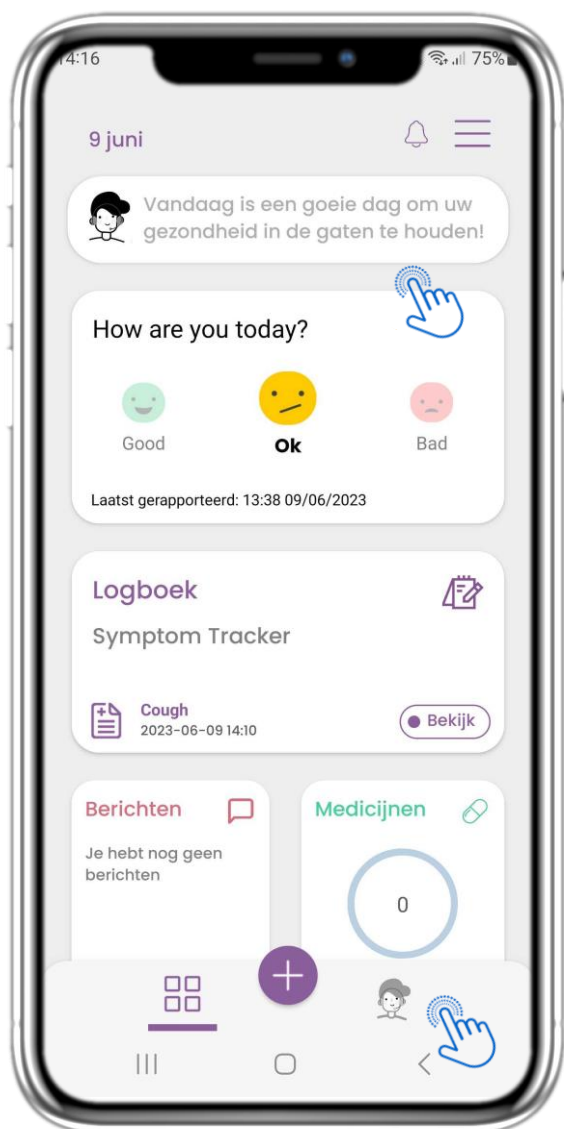 14:16
75%
9 juni
Vandaag is een goeie dag om uw
gezondheid in de gaten te houden!
How are you today?
Good
Ok
Bad
Laatst gerapporteerd: 13:38 09/06/2023
Logboek
Symptom Tracker
Cough
2023-06-09 14:10
Bekijk
Berichten
Medicijnen
Je hebt nog geen
berichten
0